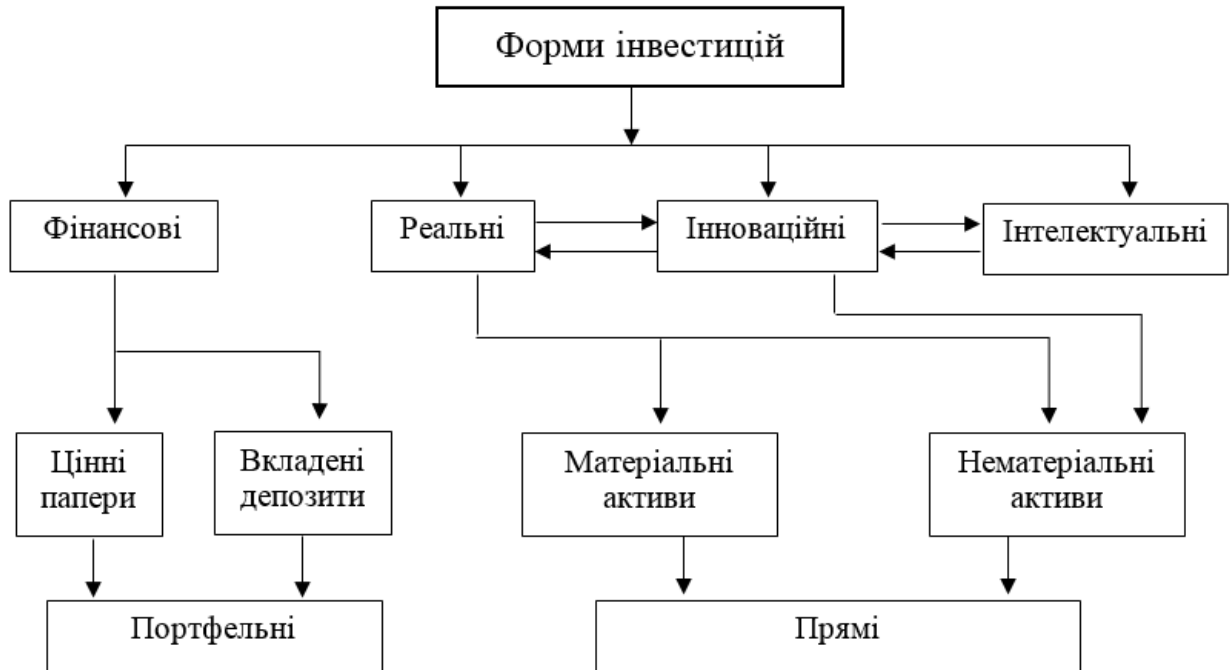 Форми інвестицій
Фінансові
Реальні
Інноваційні
Інтелектуальні
Цінні
папери
Вкладені
депозити
Матеріальні
активи
Нематеріальні
активи
Портфельні
Прямі